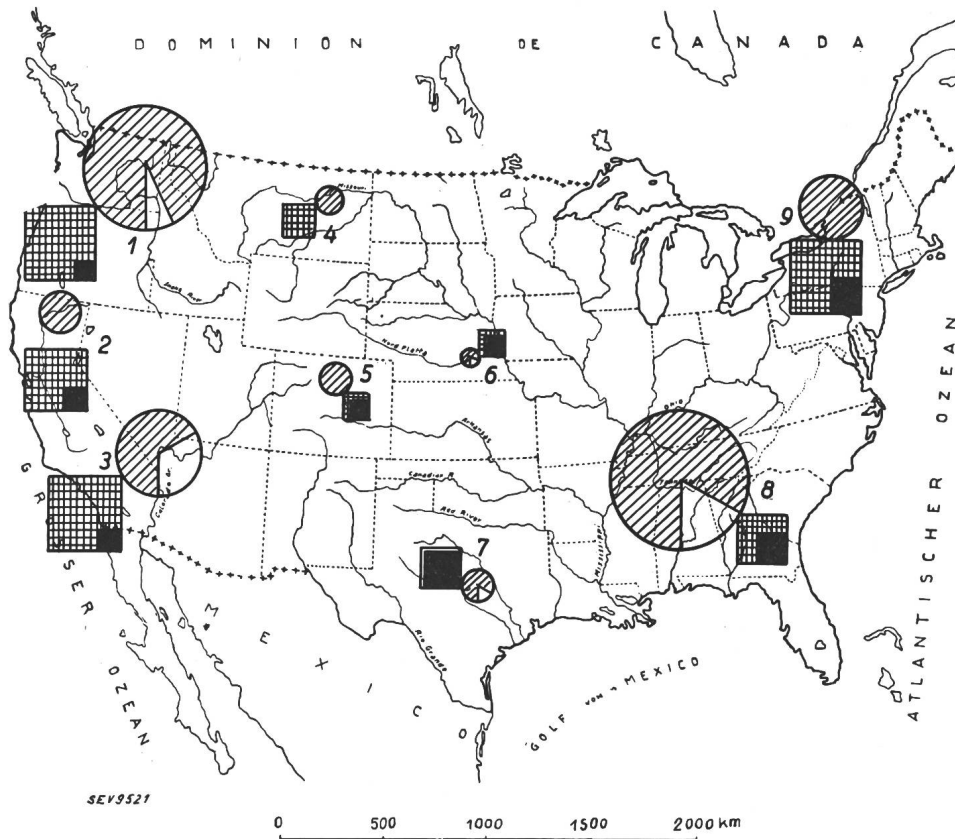 DOMINION DE CANADA
1
2
3
4
5
6
7
8
9
Missouri
Snake River
Nord Platte
Arkansas
Ohio
Canadian R.
Red River
Mississippi
Rio Grande
GROSSER OZEAN
MEXICO
GOLF VON MEXICO
ATLANTISCHER OZEAN
SEV9521
0 500 1000 1500 2000 km